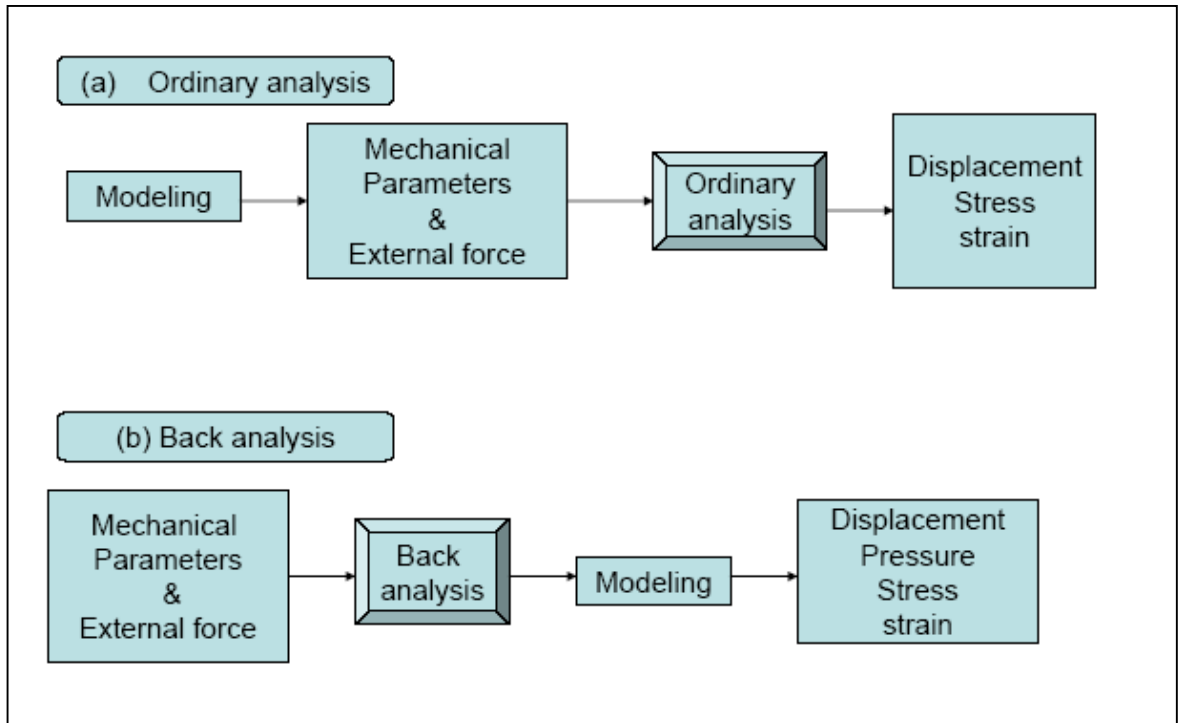 (a) Ordinary analysis
Modeling
Mechanical
Parameters
&
External force
Ordinary
analysis
Displacement
Stress
strain
(b) Back analysis
Mechanical
Parameters
&
External force
Back
analysis
Modeling
Displacement
Pressure
Stress
strain